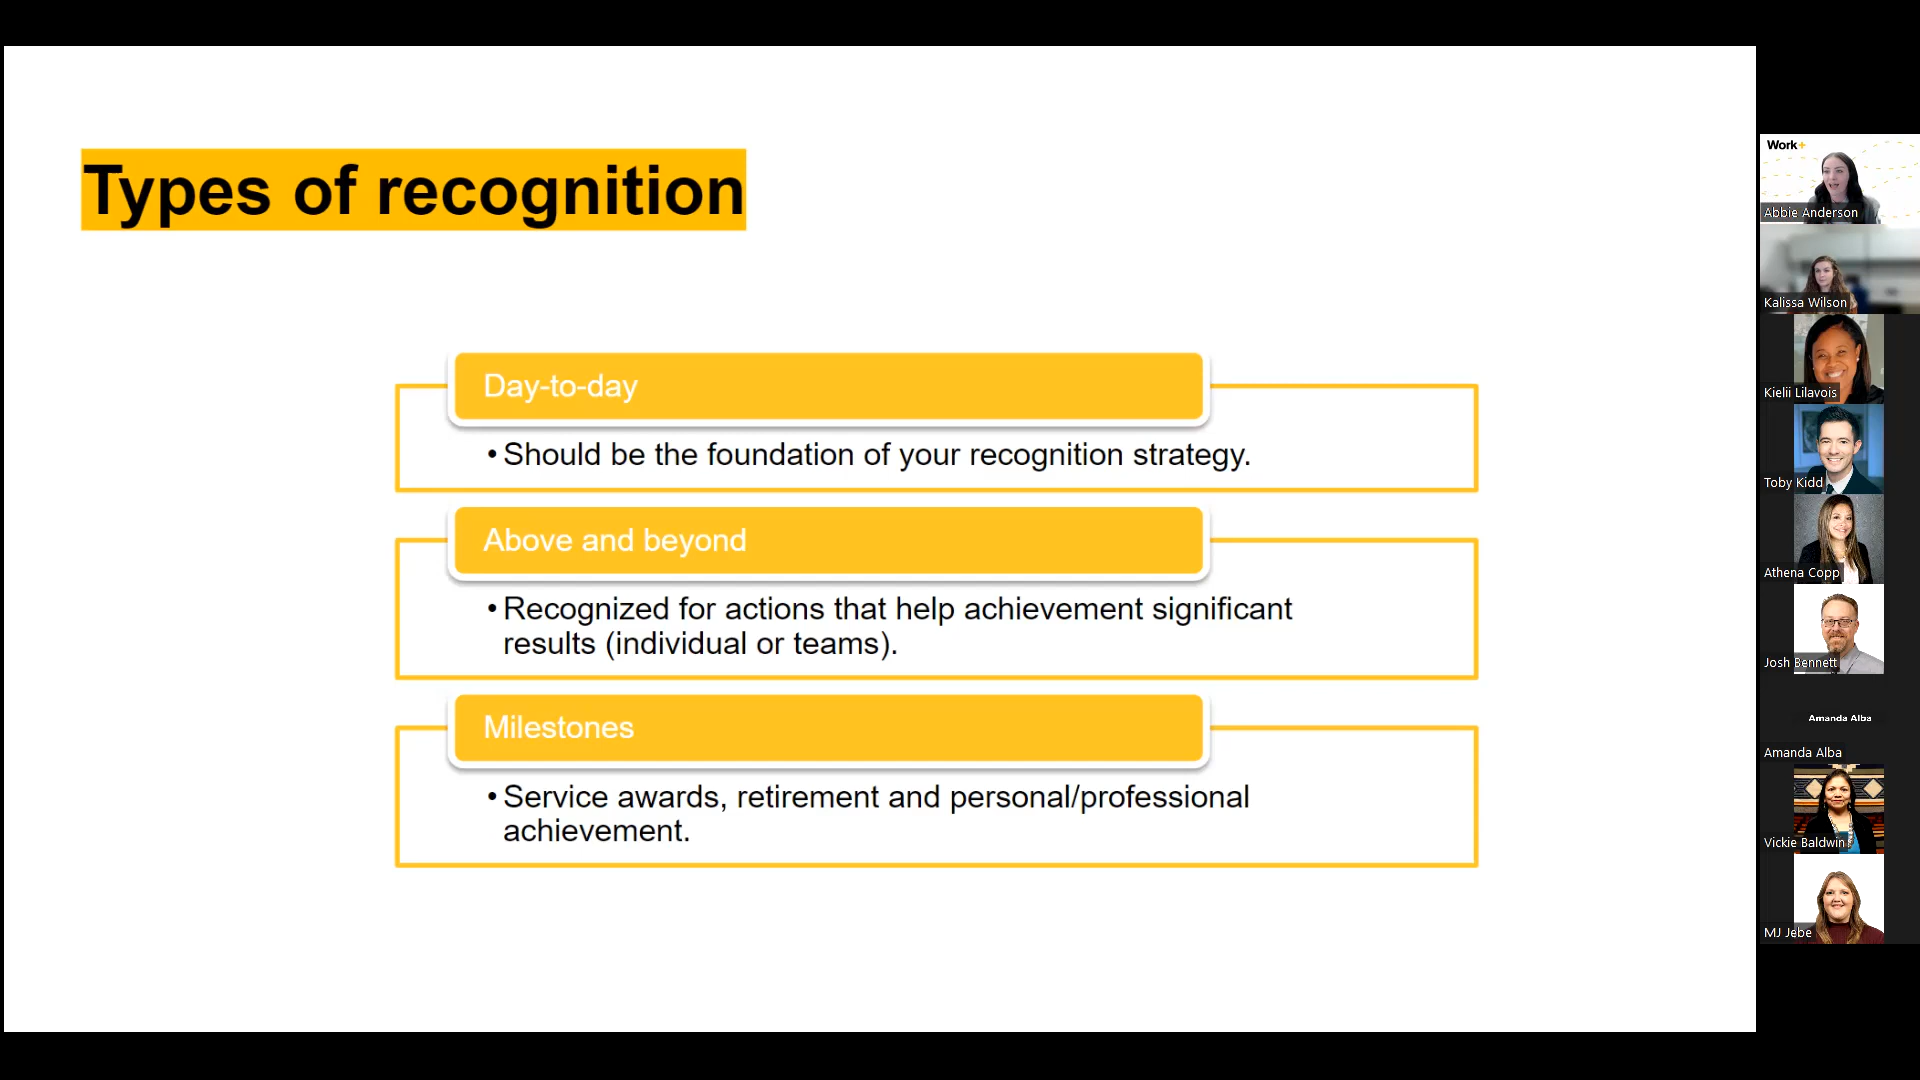 Types of recognition
Day-to-day
• Should be the foundation of your recognition strategy.
Above and beyond
• Recognized for actions that help achievement significant
results (individual or teams).
Milestones
• Service awards, retirement and personal/professional
achievement.
Work+
Abbie Anderson
Kalissa Wilson
Kielii Lilavois
Toby Kidd
Athena Copp
Josh Bennett
Amanda Alba
Amanda Alba
Vickie Baldwin
MJ Jebe